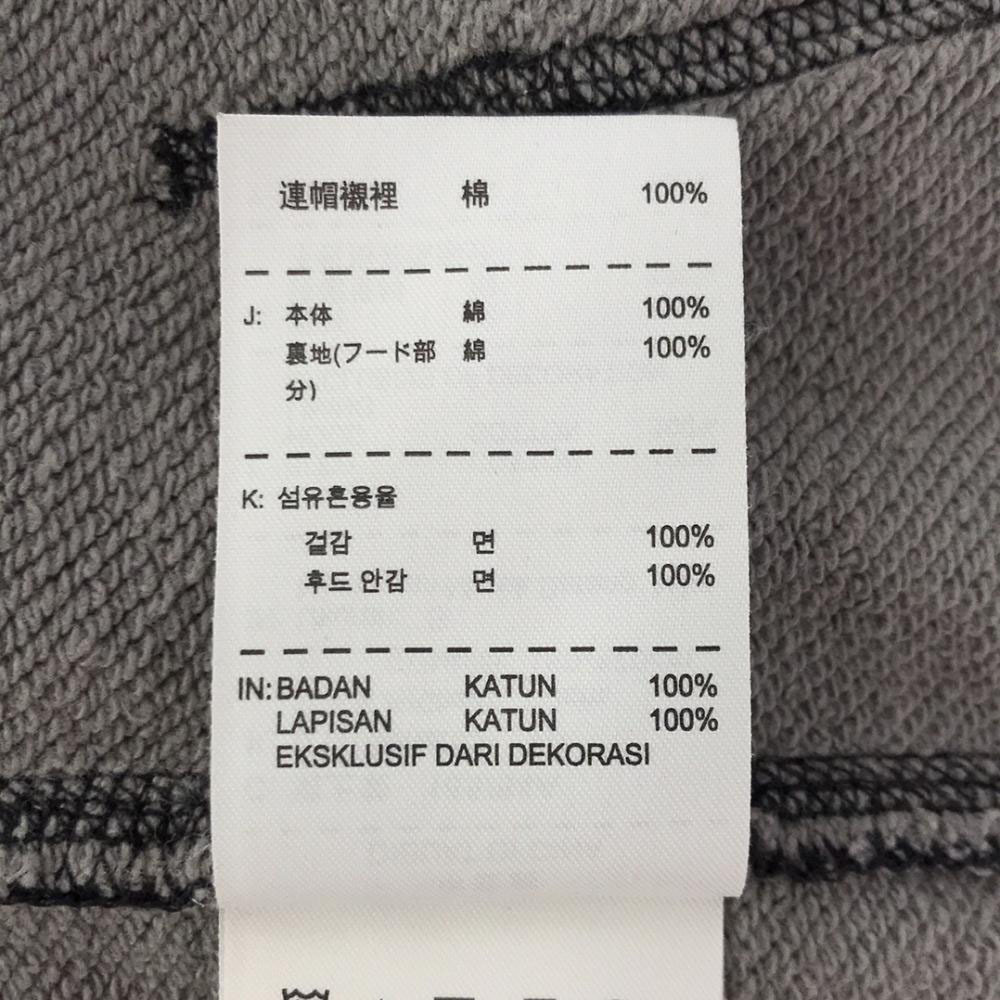 連帽襯裡 棉 100%
J: 本体 綿 100%
裏地(フード部 綿 100%
分)
K: 섬유혼용율
겉감 면 100%
후드 안감 면 100%
IN: BADAN KATUN 100%
LAPISAN KATUN 100%
EKSKLUSIF DARI DEKORASI